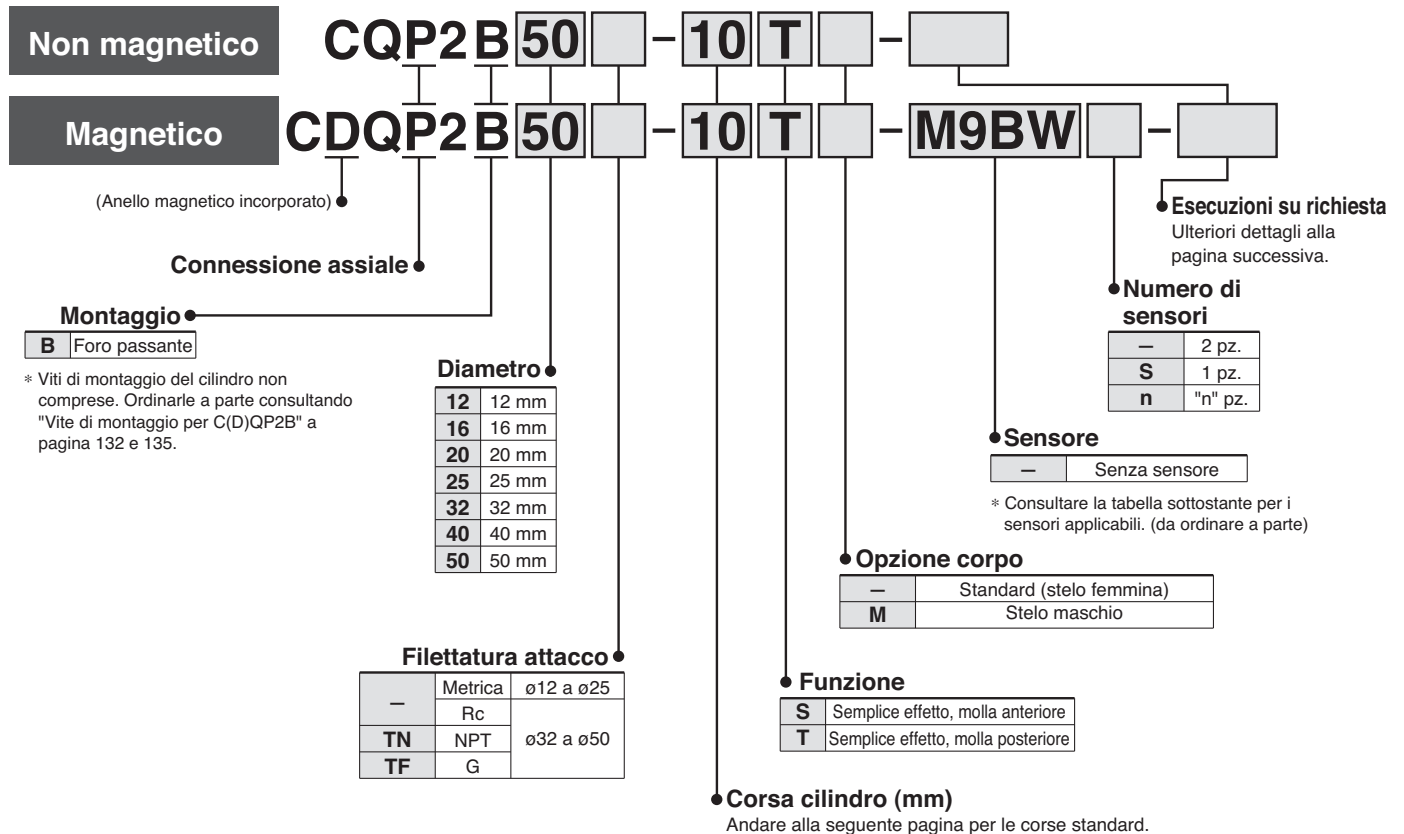 Non magnetico CQP2B50 –10T –
Magnetico CDQP2B50 –10T –M9BW –
(Anello magnetico incorporato)
Connessione assiale
Montaggio
B Foro passante
* Viti di montaggio del cilindro non
comprese. Ordinarle a parte consultando
"Vite di montaggio per C(D)QP2B" a
pagina 132 e 135.
Diametro
12 12 mm
16 16 mm
20 20 mm
25 25 mm
32 32 mm
40 40 mm
50 50 mm
Filettatura attacco
– Metrica ø12 a ø25
Rc ø32 a ø50
TN NPT
TF G
Esecuzioni su richiesta
Ulteriori dettagli alla
pagina successiva.
Numero di
sensori
– 2 pz.
S 1 pz.
n "n" pz.
Sensore
– Senza sensore
* Consultare la tabella sottostante per i
sensori applicabili. (da ordinare a parte)
Opzione corpo
– Standard (stelo femmina)
M Stelo maschio
Funzione
S Semplice effetto, molla anteriore
T Semplice effetto, molla posteriore
Corsa cilindro (mm)
Andare alla seguente pagina per le corse standard.